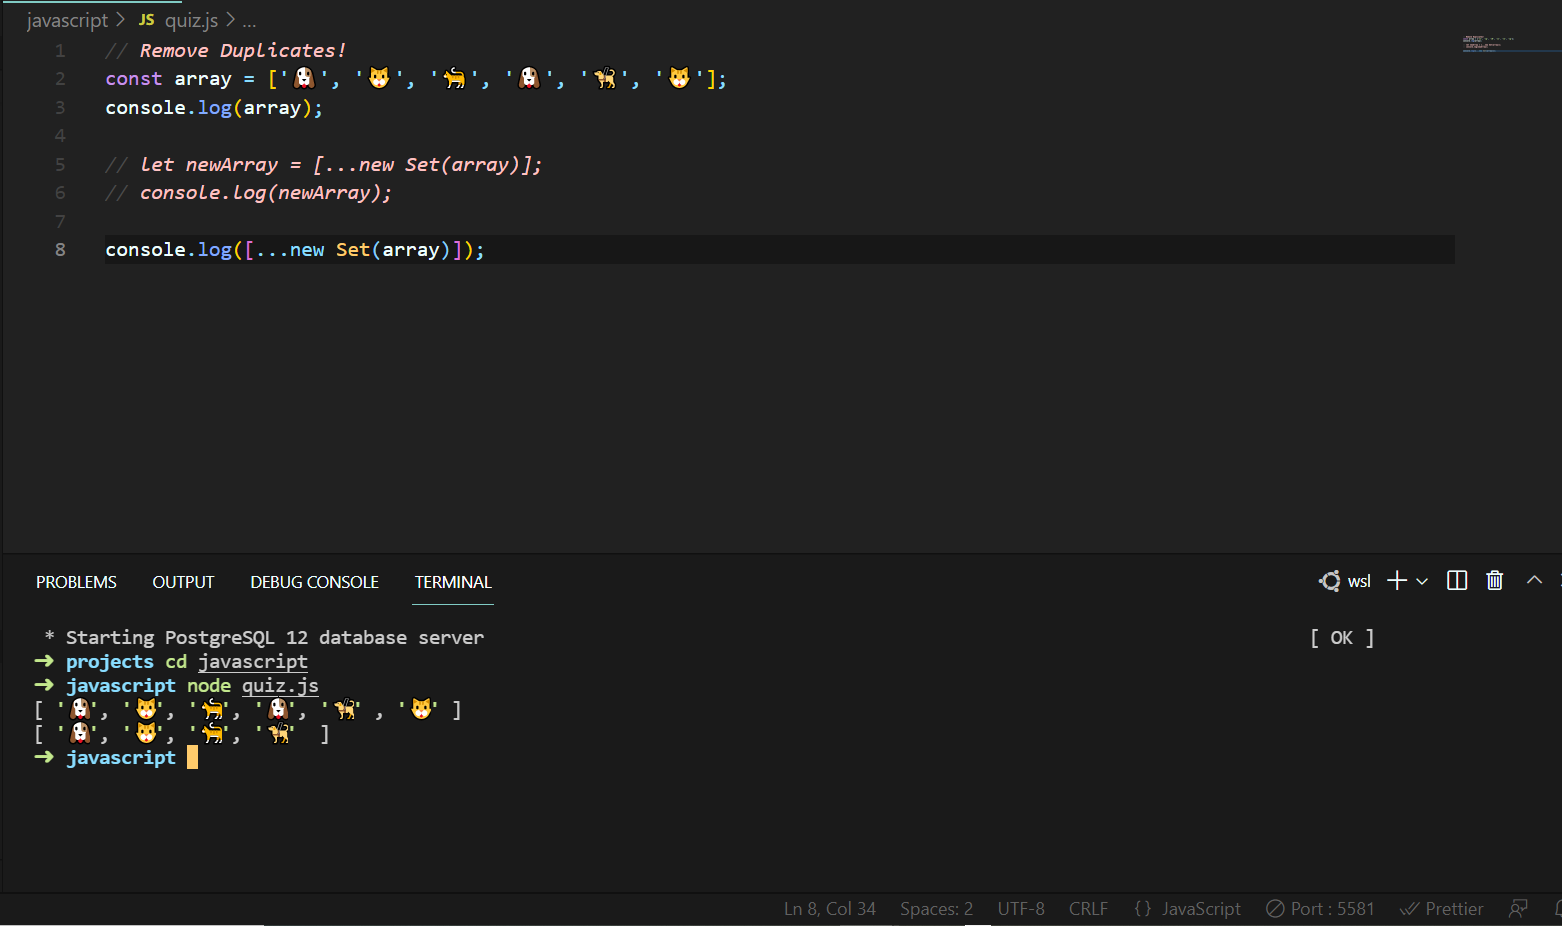 javascript > JS quiz.js > ...
1 // Remove Duplicates!
2 const array = ['🐶', '🐱', '🐈', '🐶', '🐕‍🦺', '🐱'];
3 console.log(array);
4
5 // let newArray = [...new Set(array)];
6 // console.log(newArray);
7
8 console.log([...new Set(array)]);
PROBLEMS OUTPUT DEBUG CONSOLE TERMINAL wsl
* Starting PostgreSQL 12 database server [ OK ]
➜ projects cd javascript
➜ javascript node quiz.js
[ '🐶', '🐱', '🐈', '🐶', '🐕‍🦺' , '🐱' ]
[ '🐶', '🐱', '🐈', '🐕‍🦺' ]
➜ javascript
Ln 8, Col 34 Spaces: 2 UTF-8 CRLF {} JavaScript Port : 5581 Prettier